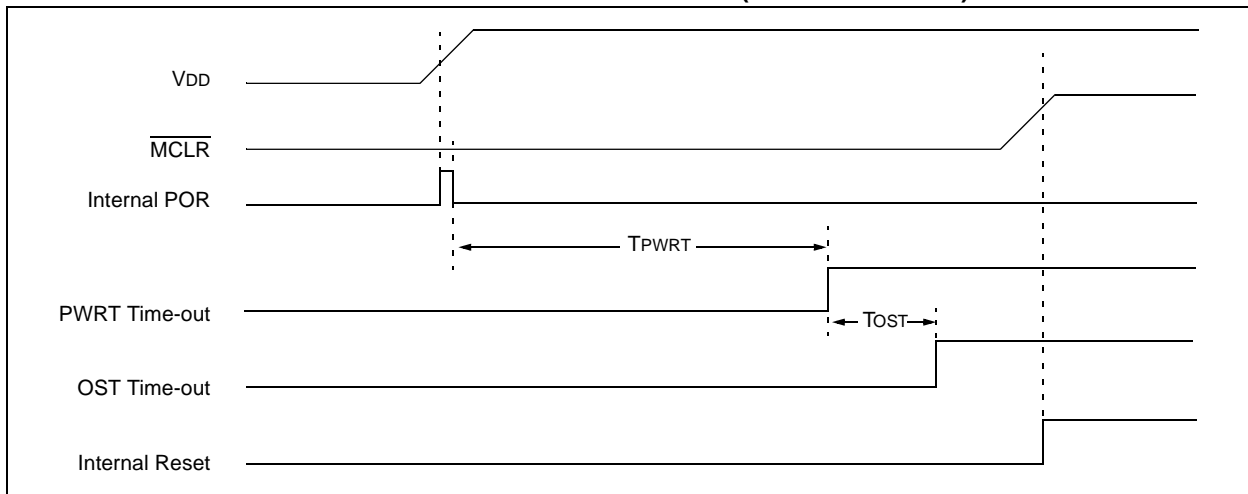 VDD
MCLR
Internal POR
TPWRT
PWRT Time-out
TOST
OST Time-out
Internal Reset